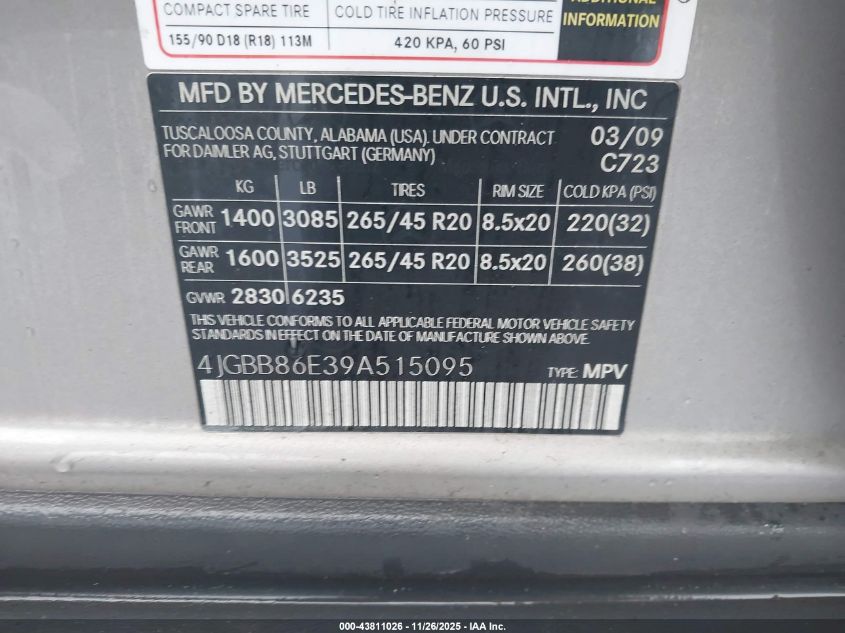 ADDITIONAL
INFORMATION
COMPACT SPARE TIRE
COLD TIRE INFLATION PRESSURE
155/90 D18 (R18) 113M
420 KPA, 60 PSI
MFD BY MERCEDES-BENZ U.S. INTL., INC
TUSCALOOSA COUNTY, ALABAMA (USA). UNDER CONTRACT 03/09
FOR DAIMLER AG, STUTTGART (GERMANY) C723
KG LB TIRES RIM SIZE COLD KPA (PSI)
GAWR FRONT 1400 3085 265/45 R20 8.5x20 220(32)
GAWR REAR 1600 3525 265/45 R20 8.5x20 260(38)
GVWR 2830 6235
THIS VEHICLE CONFORMS TO ALL APPLICABLE FEDERAL MOTOR VEHICLE SAFETY
STANDARDS IN EFFECT ON THE DATE OF MANUFACTURE SHOWN ABOVE.
4JGBB86E39A515095 TYPE: MPV
000-43811026 - 11/26/2025 - IAA Inc.